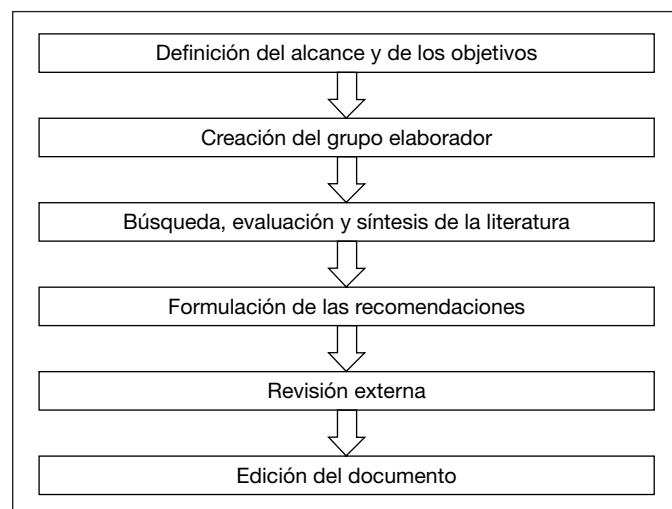 Definición del alcance y de los objetivos
Creación del grupo elaborador
Búsqueda, evaluación y síntesis de la literatura
Formulación de las recomendaciones
Revisión externa
Edición del documento